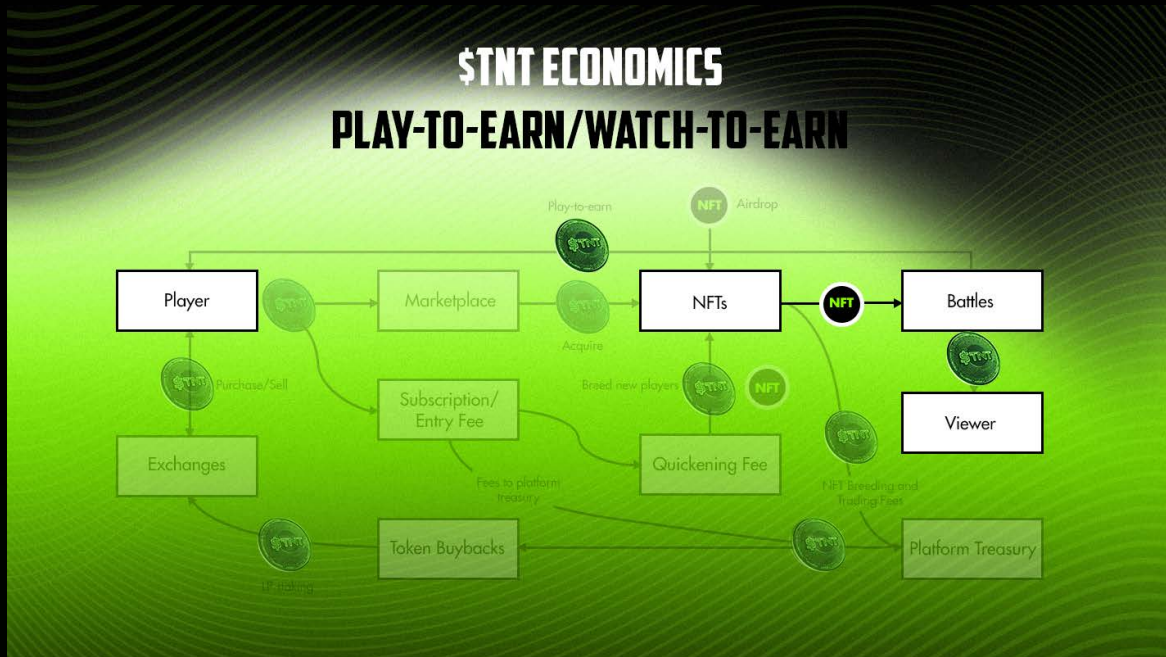 $TNT ECONOMICS
PLAY-TO-EARN/WATCH-TO-EARN
Play-to-earn
NFT
Airdrop
$TNT
Player
$TNT
Marketplace
$TNT
NFTs
NFT
Battles
Acquire
$TNT
$TNT
Purchase/Sell
Subscription/
Entry Fee
Breed new players
$TNT
NFT
Viewer
$TNT
Exchanges
Quickening Fee
Fees to platform
treasury
NFT Breeding and
Trading Fees
$TNT
Token Buybacks
$TNT
Platform Treasury